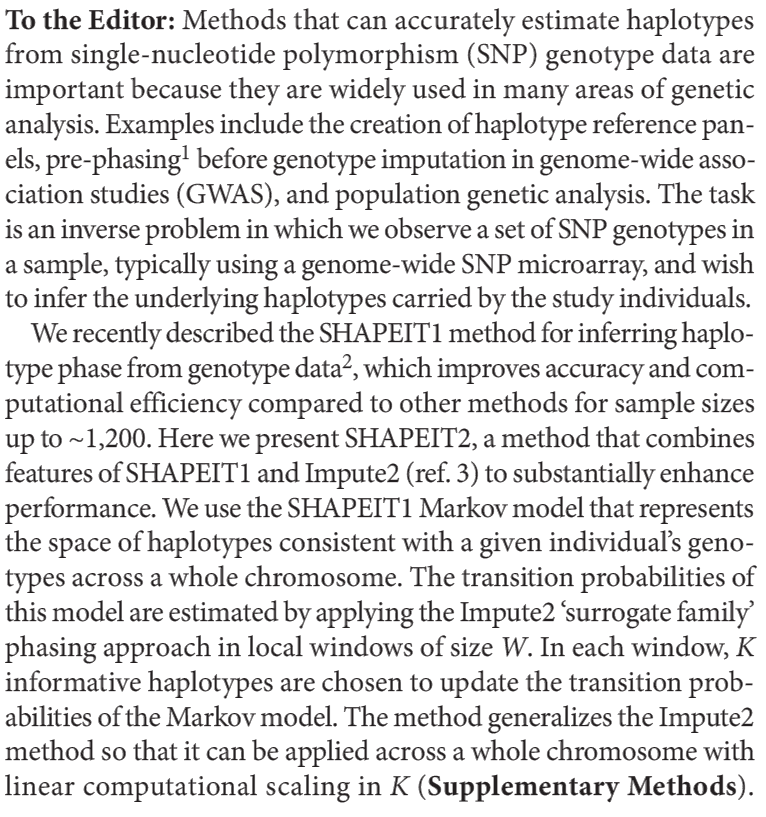 To the Editor: Methods that can accurately estimate haplotypes
from single-nucleotide polymorphism (SNP) genotype data are
important because they are widely used in many areas of genetic
analysis. Examples include the creation of haplotype reference pan-
els, pre-phasing¹ before genotype imputation in genome-wide asso-
ciation studies (GWAS), and population genetic analysis. The task
is an inverse problem in which we observe a set of SNP genotypes in
a sample, typically using a genome-wide SNP microarray, and wish
to infer the underlying haplotypes carried by the study individuals.
We recently described the SHAPEIT1 method for inferring haplo-
type phase from genotype data², which improves accuracy and com-
putational efficiency compared to other methods for sample sizes
up to ~1,200. Here we present SHAPEIT2, a method that combines
features of SHAPEIT1 and Impute2 (ref. 3) to substantially enhance
performance. We use the SHAPEIT1 Markov model that represents
the space of haplotypes consistent with a given individual's geno-
types across a whole chromosome. The transition probabilities of
this model are estimated by applying the Impute2 'surrogate family'
phasing approach in local windows of size W. In each window, K
informative haplotypes are chosen to update the transition prob-
abilities of the Markov model. The method generalizes the Impute2
method so that it can be applied across a whole chromosome with
linear computational scaling in K (Supplementary Methods).